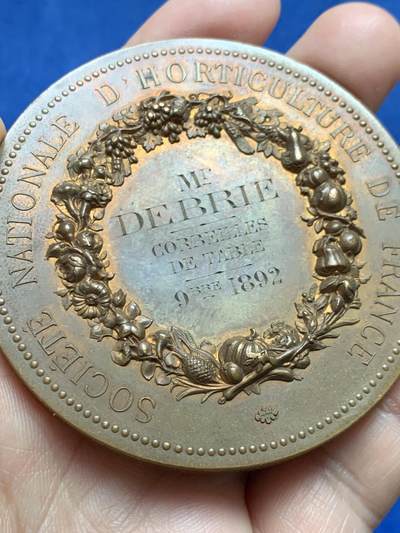 SOCIÉTÉ NATIONALE D'HORTICULTURE DE FRANCE
MR
DEBRIE
CORBEILLES
DE TABLE
9BRE 1892